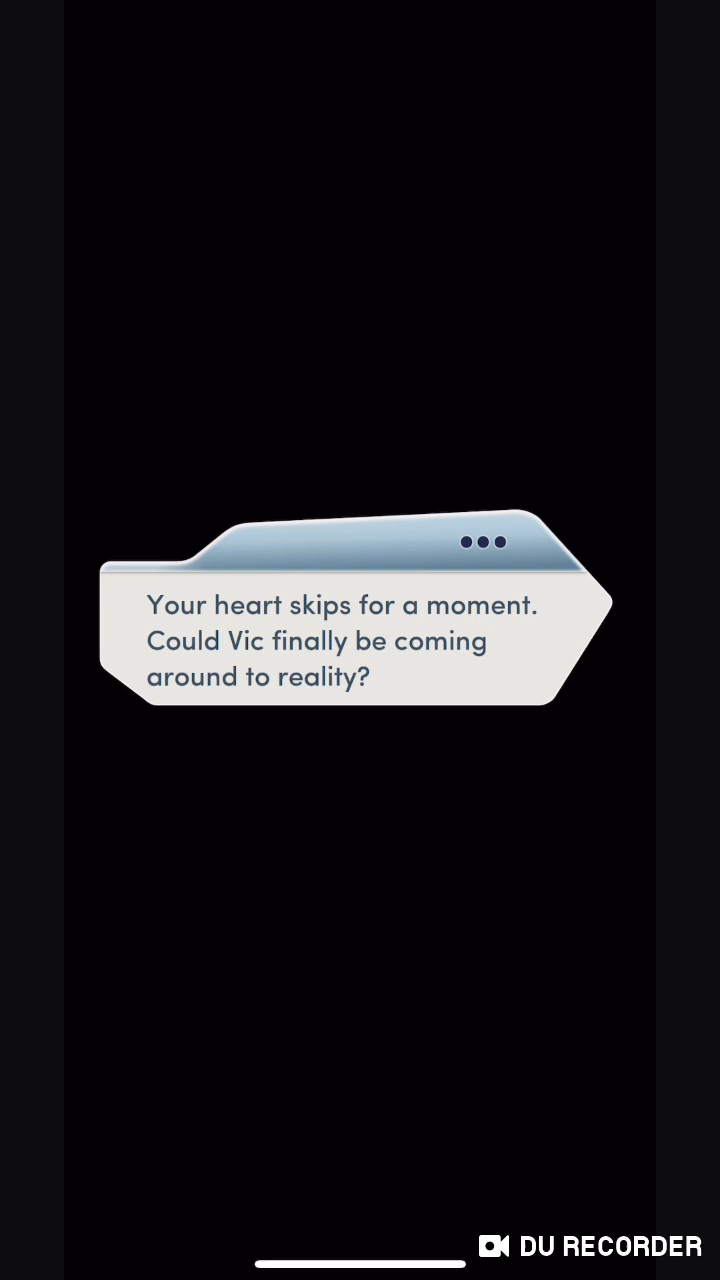 Your heart skips for a moment.
Could Vic finally be coming
around to reality?
DU RECORDER